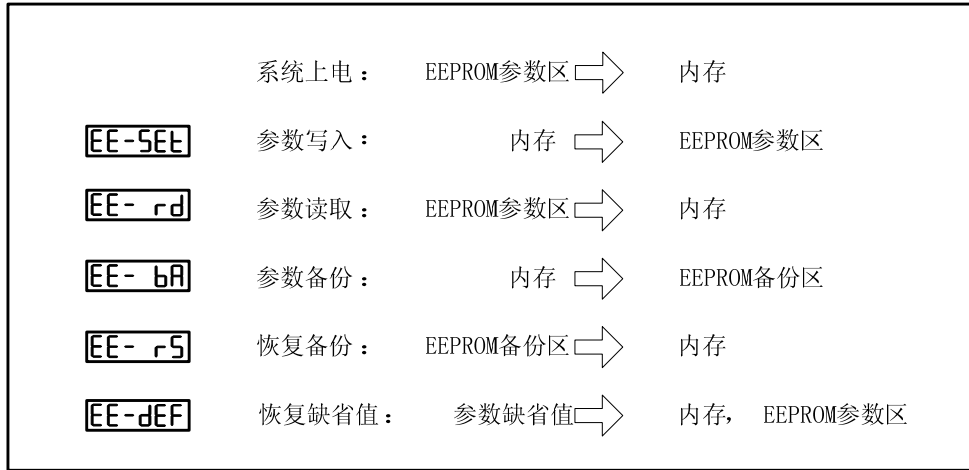 系统上电： EEPROM参数区 内存
EE-SEt 参数写入： 内存 EEPROM参数区
EE- rd 参数读取： EEPROM参数区 内存
EE- bA 参数备份： 内存 EEPROM备份区
EE- rS 恢复备份： EEPROM备份区 内存
EE-dEF 恢复缺省值： 参数缺省值 内存， EEPROM参数区